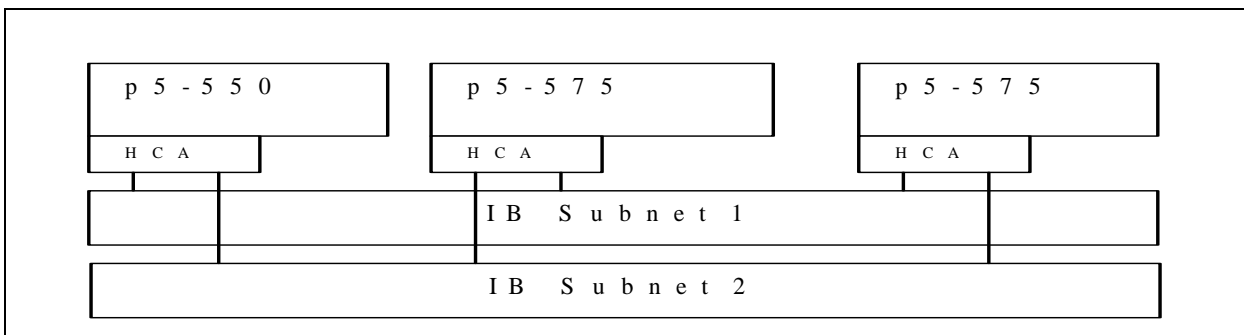 p5-550
p5-575
p5-575
HCA
HCA
HCA
IB Subnet 1
IB Subnet 2